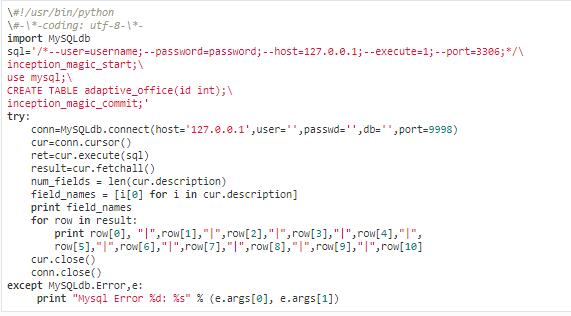 \#!/usr/bin/python
\#-\*-coding: utf-8-\*-
import MySQLdb
sql='/*--user=username;--password=password;--host=127.0.0.1;--execute=1;--port=3306;*/\
inception_magic_start;\
use mysql;\
CREATE TABLE adaptive_office(id int);\
inception_magic_commit;'
try:
    conn=MySQLdb.connect(host='127.0.0.1',user='',passwd='',db='',port=9998)
    cur=conn.cursor()
    ret=cur.execute(sql)
    result=cur.fetchall()
    num_fields = len(cur.description)
    field_names = [i[0] for i in cur.description]
    print field_names
    for row in result:
        print row[0], "|",row[1],"|",row[2],"|",row[3],"|",row[4],"|",
        row[5],"|",row[6],"|",row[7],"|",row[8],"|",row[9],"|",row[10]
    cur.close()
    conn.close()
except MySQLdb.Error,e:
     print "Mysql Error %d: %s" % (e.args[0], e.args[1])